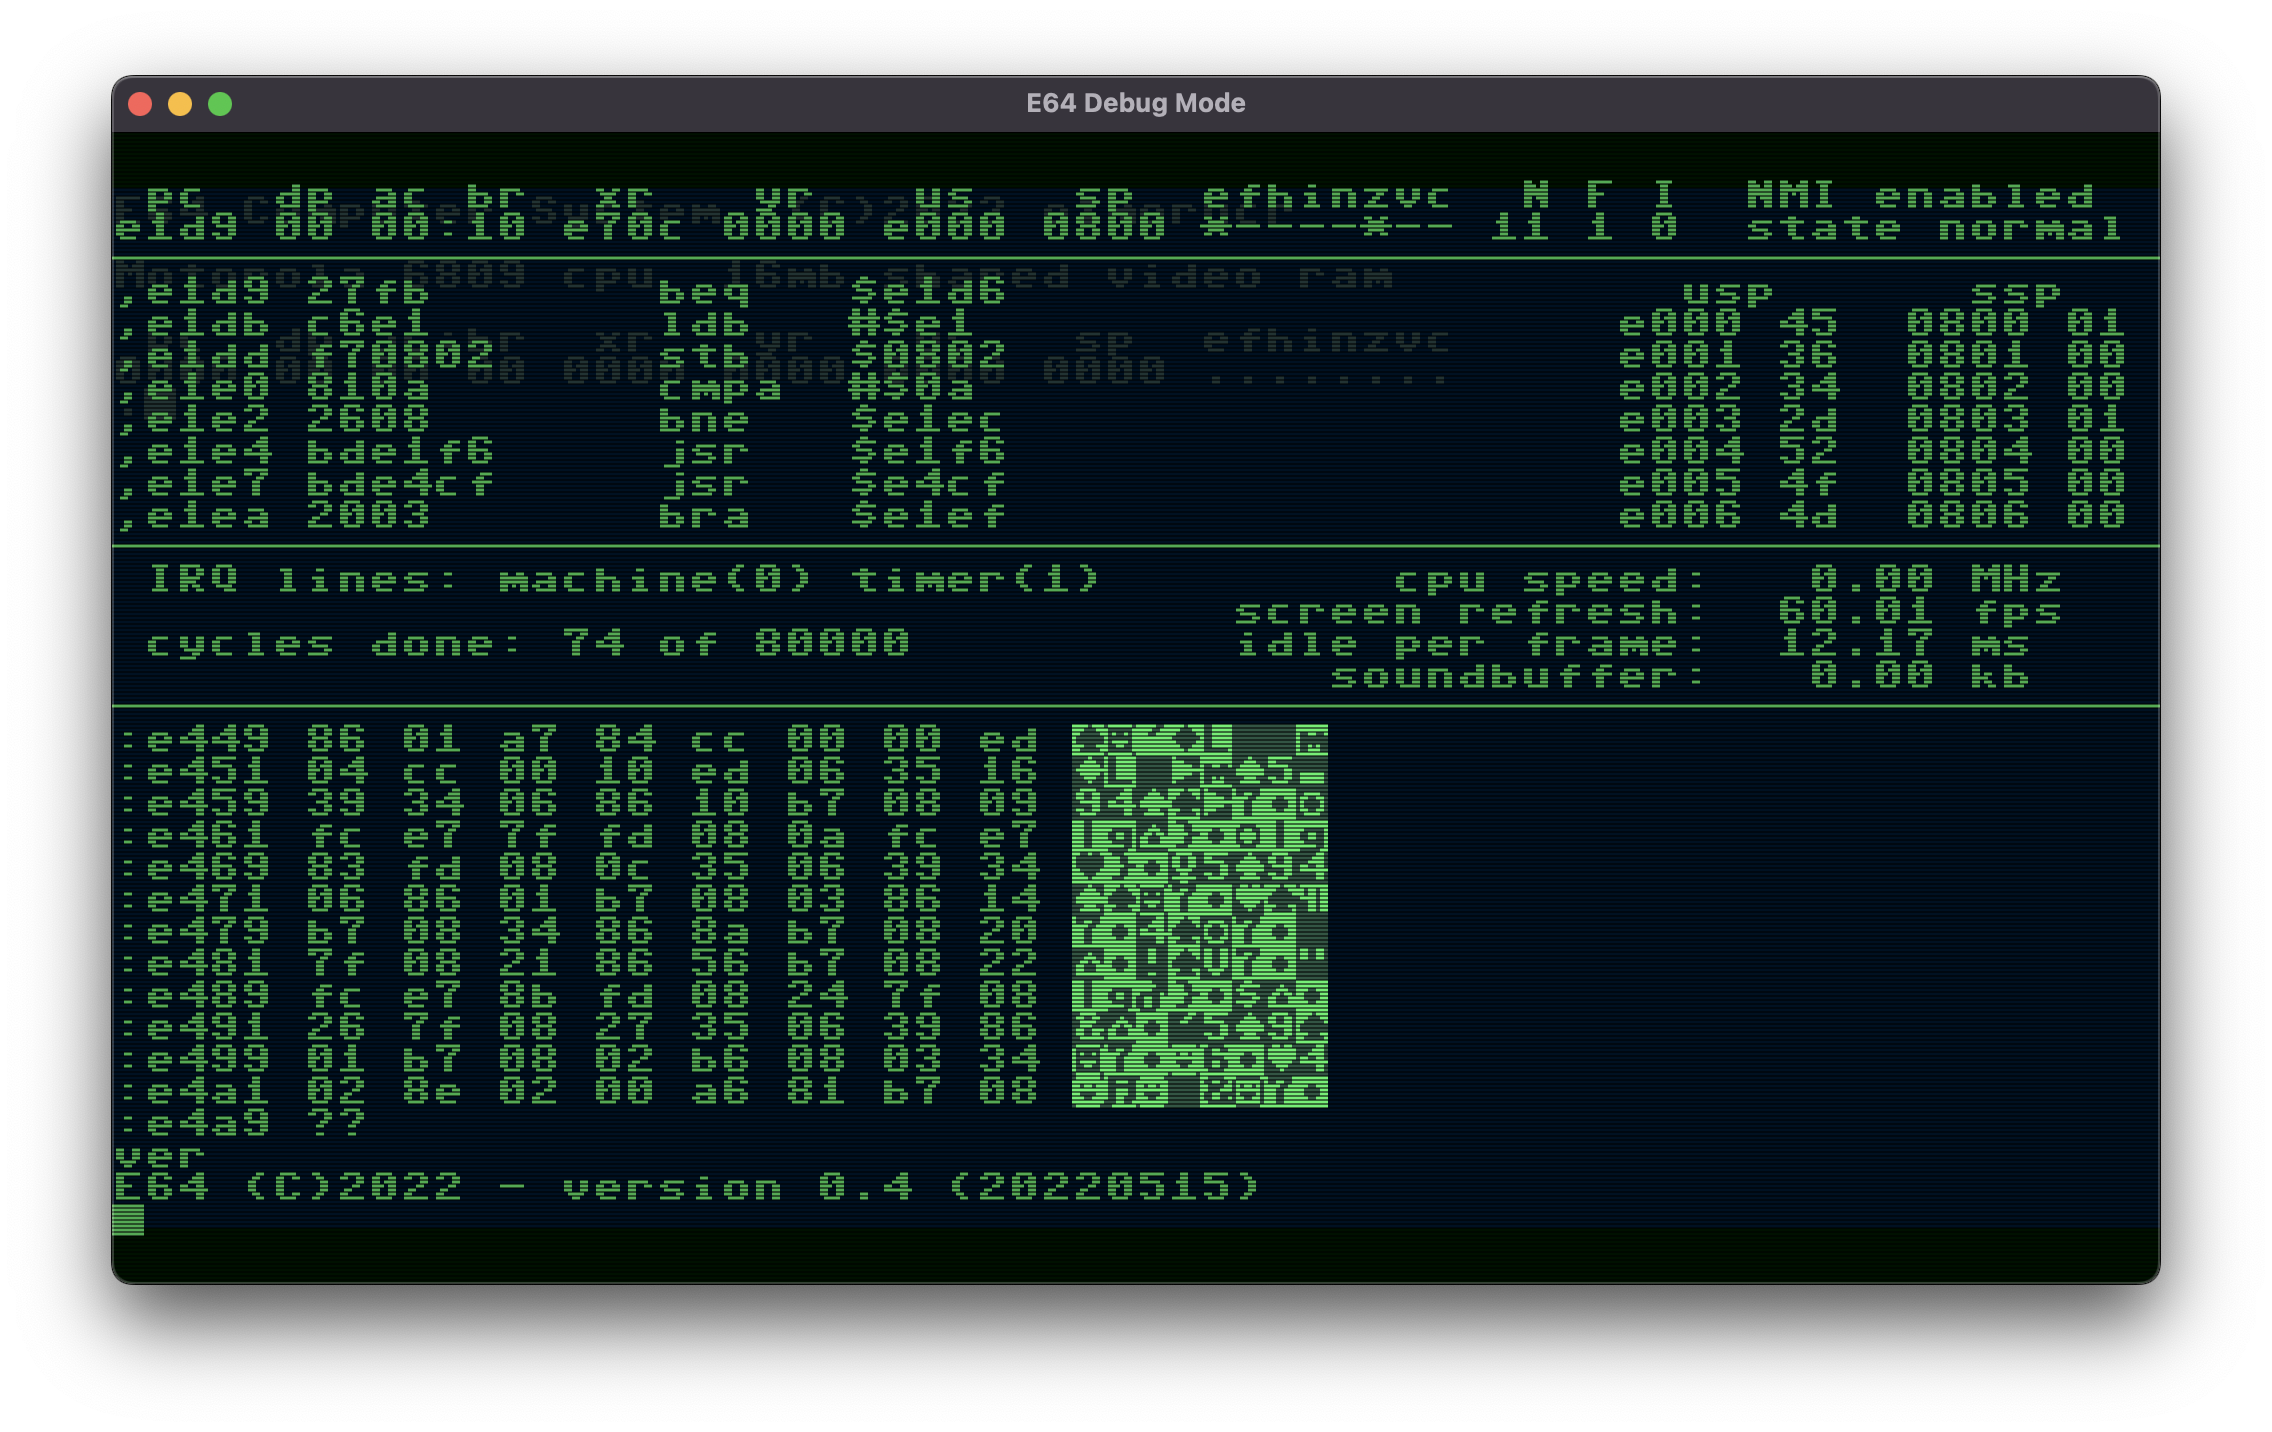 pc dp ac br xr yr us sp efhinzvc N F I NMI enabled
e1d9 00 00:10 e70c 0000 e000 0800 *----*-- 11 1 0 state normal
,e1d9 27fb beq $e1d6 usp ssp
,e1db c6e1 ldb #$e1 e000 45 0800 01
,e1dd f70802 stb $0802 e001 36 0801 00
,e1e0 8103 cmpa #$03 e002 34 0802 00
,e1e2 2608 bne $e1ec e003 2d 0803 01
,e1e4 bde1f6 jsr $e1f6 e004 52 0804 00
,e1e7 bde4cf jsr $e4cf e005 4f 0805 00
,e1ea 2003 bra $e1ef e006 4d 0806 00
IRQ lines: machine(0) timer(1) cpu speed: 0.00 MHz
screen refresh: 60.01 fps
cycles done: 74 of 80000 idle per frame: 12.17 ms
soundbuffer: 0.00 kb
:e449 86 01 a7 84 cc 00 00 ed
:e451 04 cc 00 10 ed 06 35 16
:e459 39 34 06 86 10 b7 08 09
:e461 fc e7 7f fd 08 0a fc e7
:e469 83 fd 08 0c 35 06 39 34
:e471 06 86 01 b7 08 03 86 14
:e479 b7 08 34 86 8a b7 08 20
:e481 7f 08 21 86 56 b7 08 22
:e489 fc e7 8b fd 08 24 7f 08
:e491 26 7f 08 27 35 06 39 86
:e499 01 b7 08 02 b6 08 03 34
:e4a1 02 8e 02 00 a6 81 b7 08
:e4a9 ??
ver
E64 (C)2022 - version 0.4 (20220515)
E64 Debug Mode